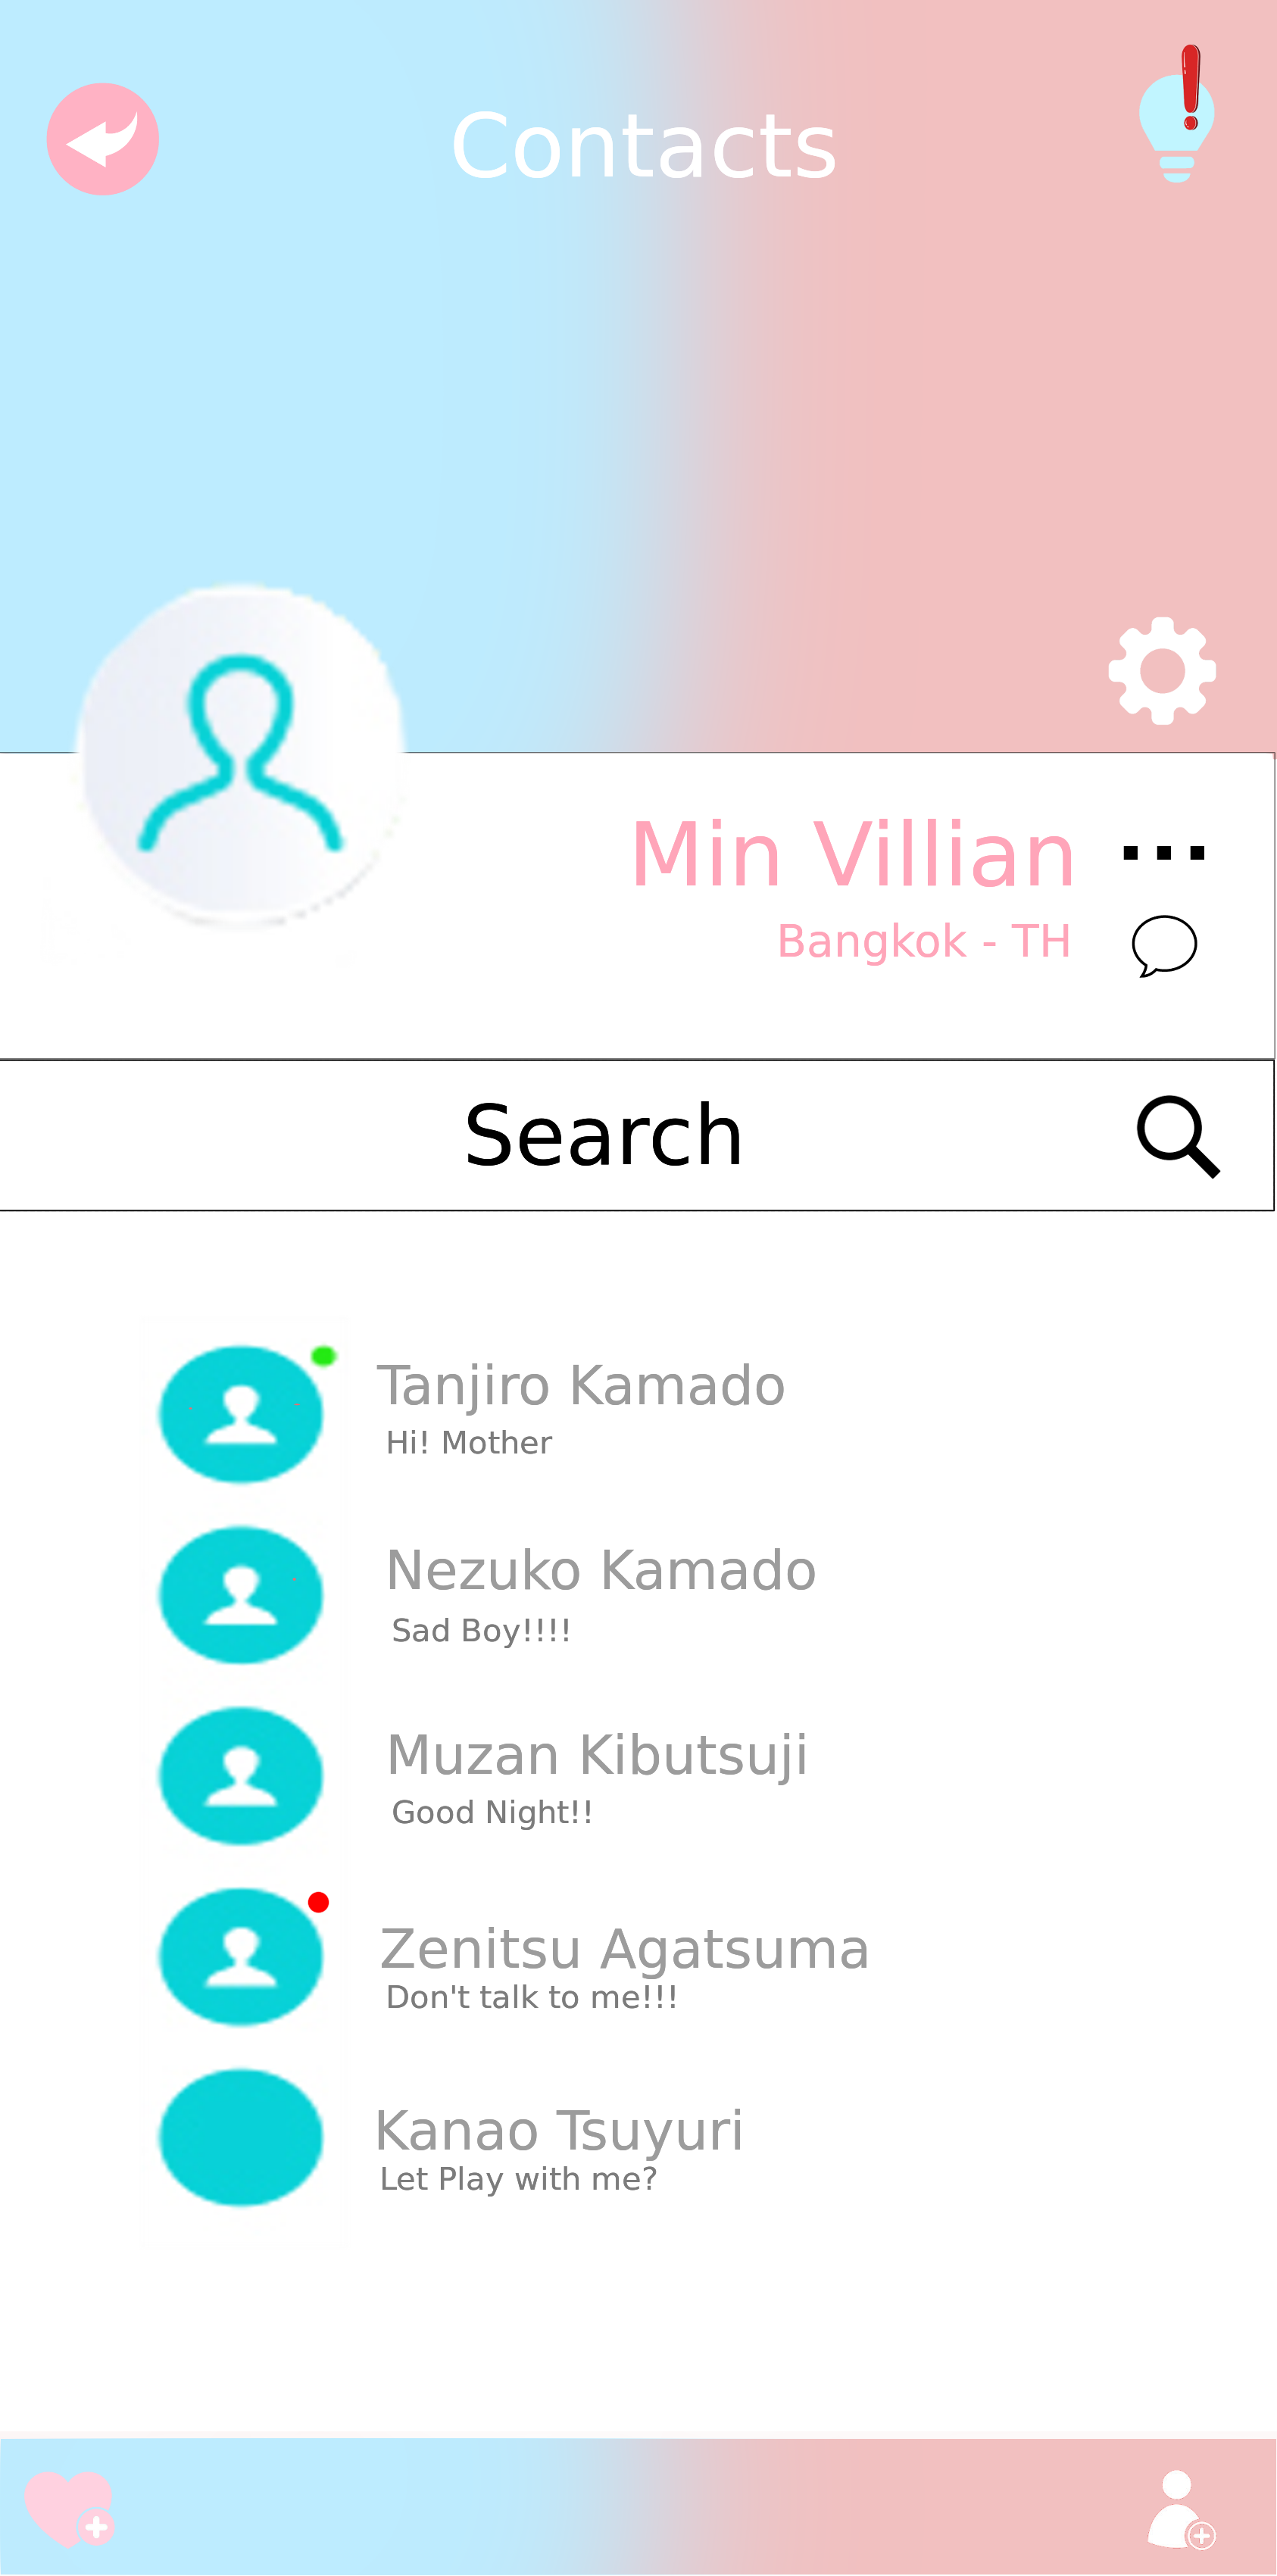 Contacts
Min Villian
Bangkok - TH
Search
Tanjiro Kamado
Hi! Mother
Nezuko Kamado
Sad Boy!!!!
Muzan Kibutsuji
Good Night!!
Zenitsu Agatsuma
Don't talk to me!!!
Kanao Tsuyuri
Let Play with me?